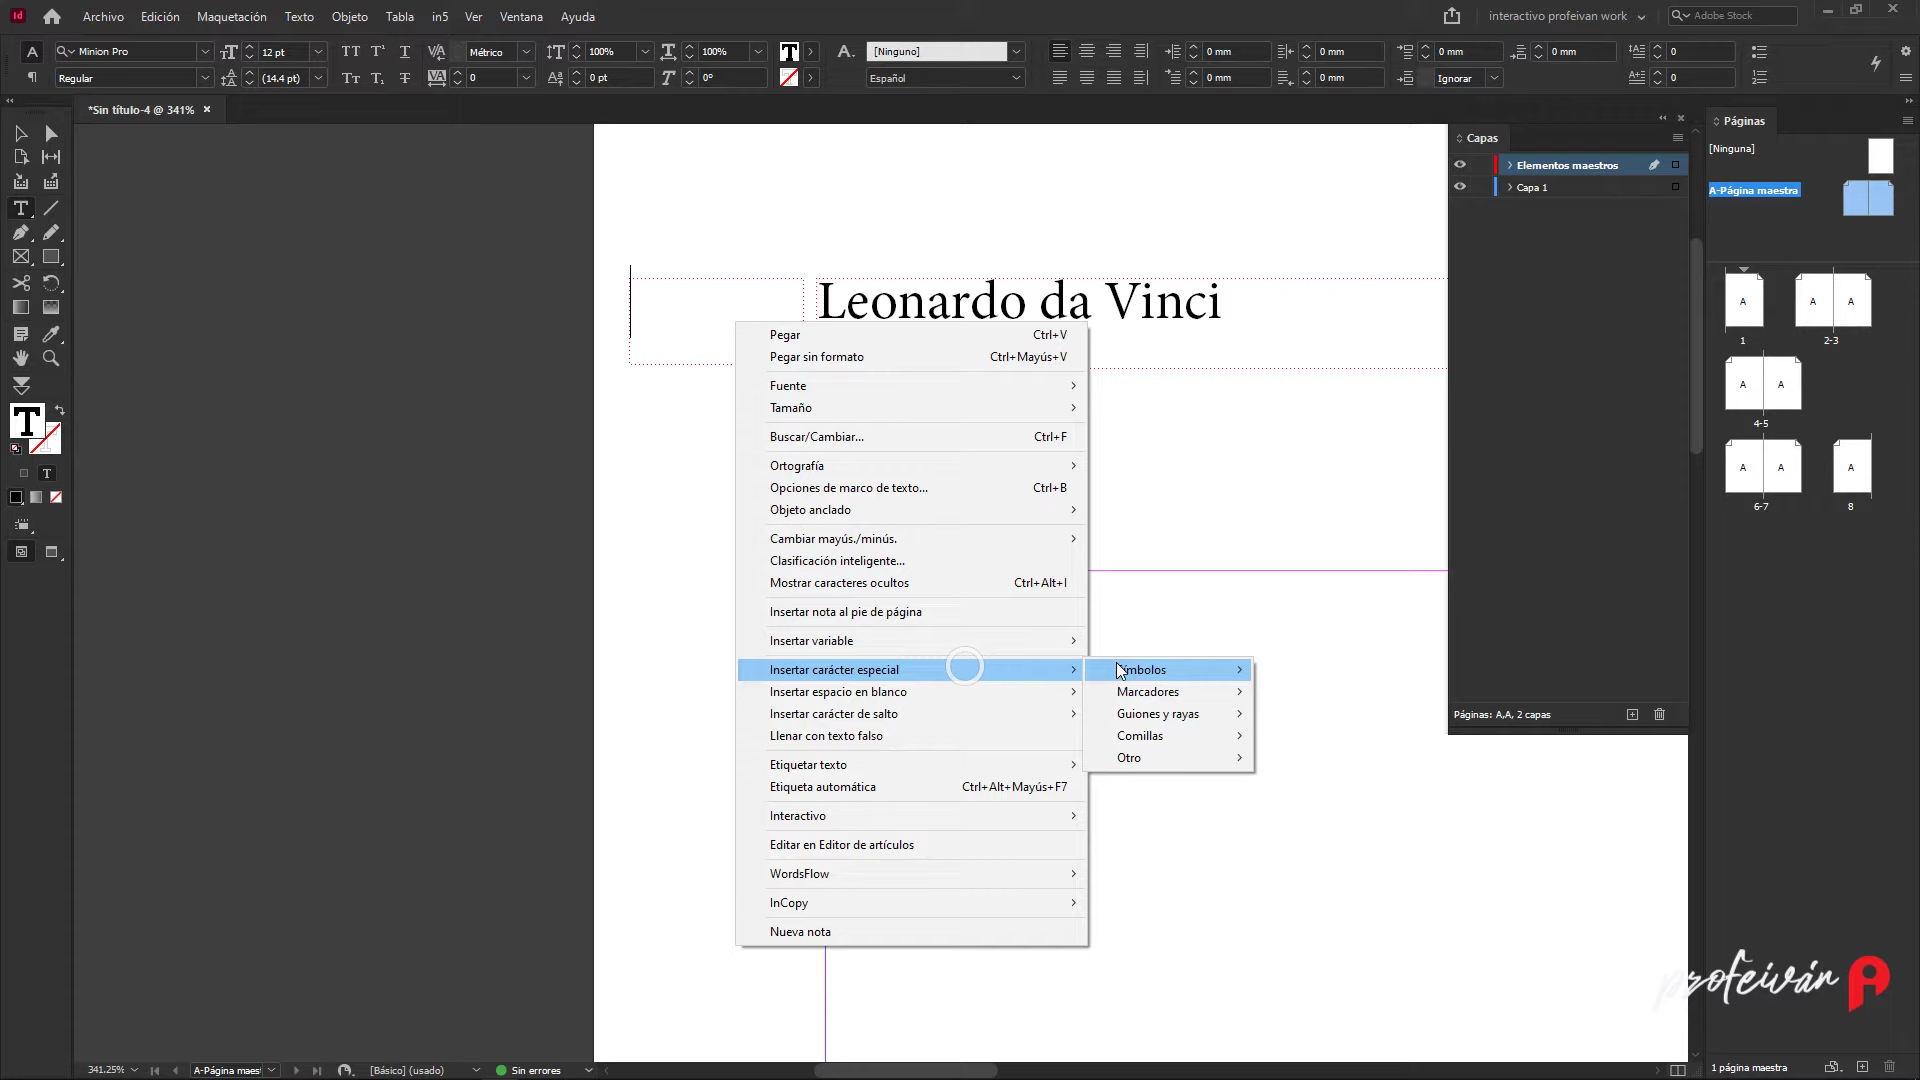 Id
Archivo Edición Maquetación Texto Objeto Tabla in5 Ver Ventana Ayuda
interactivo profeivan work
Adobe Stock
A
Minion Pro
12 pt
Métrico
100%
100%
[Ninguno]
0 mm
0 mm
0 mm
0 mm
0
Regular
(14.4 pt)
0
0 pt
0°
Español
0 mm
0 mm
Ignorar
0
*Sin título-4 @ 341%
Leonardo da Vinci
Pegar Ctrl+V
Pegar sin formato Ctrl+Mayús+V
Fuente
Tamaño
Buscar/Cambiar... Ctrl+F
Ortografía
Opciones de marco de texto... Ctrl+B
Objeto anclado
Cambiar mayús./minús.
Clasificación inteligente...
Mostrar caracteres ocultos Ctrl+Alt+I
Insertar nota al pie de página
Insertar variable
Insertar carácter especial
Insertar espacio en blanco
Insertar carácter de salto
Llenar con texto falso
Etiquetar texto
Etiqueta automática Ctrl+Alt+Mayús+F7
Interactivo
Editar en Editor de artículos
WordsFlow
InCopy
Nueva nota
Marcadores
Guiones y rayas
Comillas
Otro
Capas
Elementos maestros
Capa 1
Páginas: A,A, 2 capas
Páginas
[Ninguna]
A-Página maestra
A A A
1 2-3
A A
4-5
A A A
6-7 8
profeiván
341.25%
A-Página maes
[Básico] (usado)
Sin errores
1 página maestra